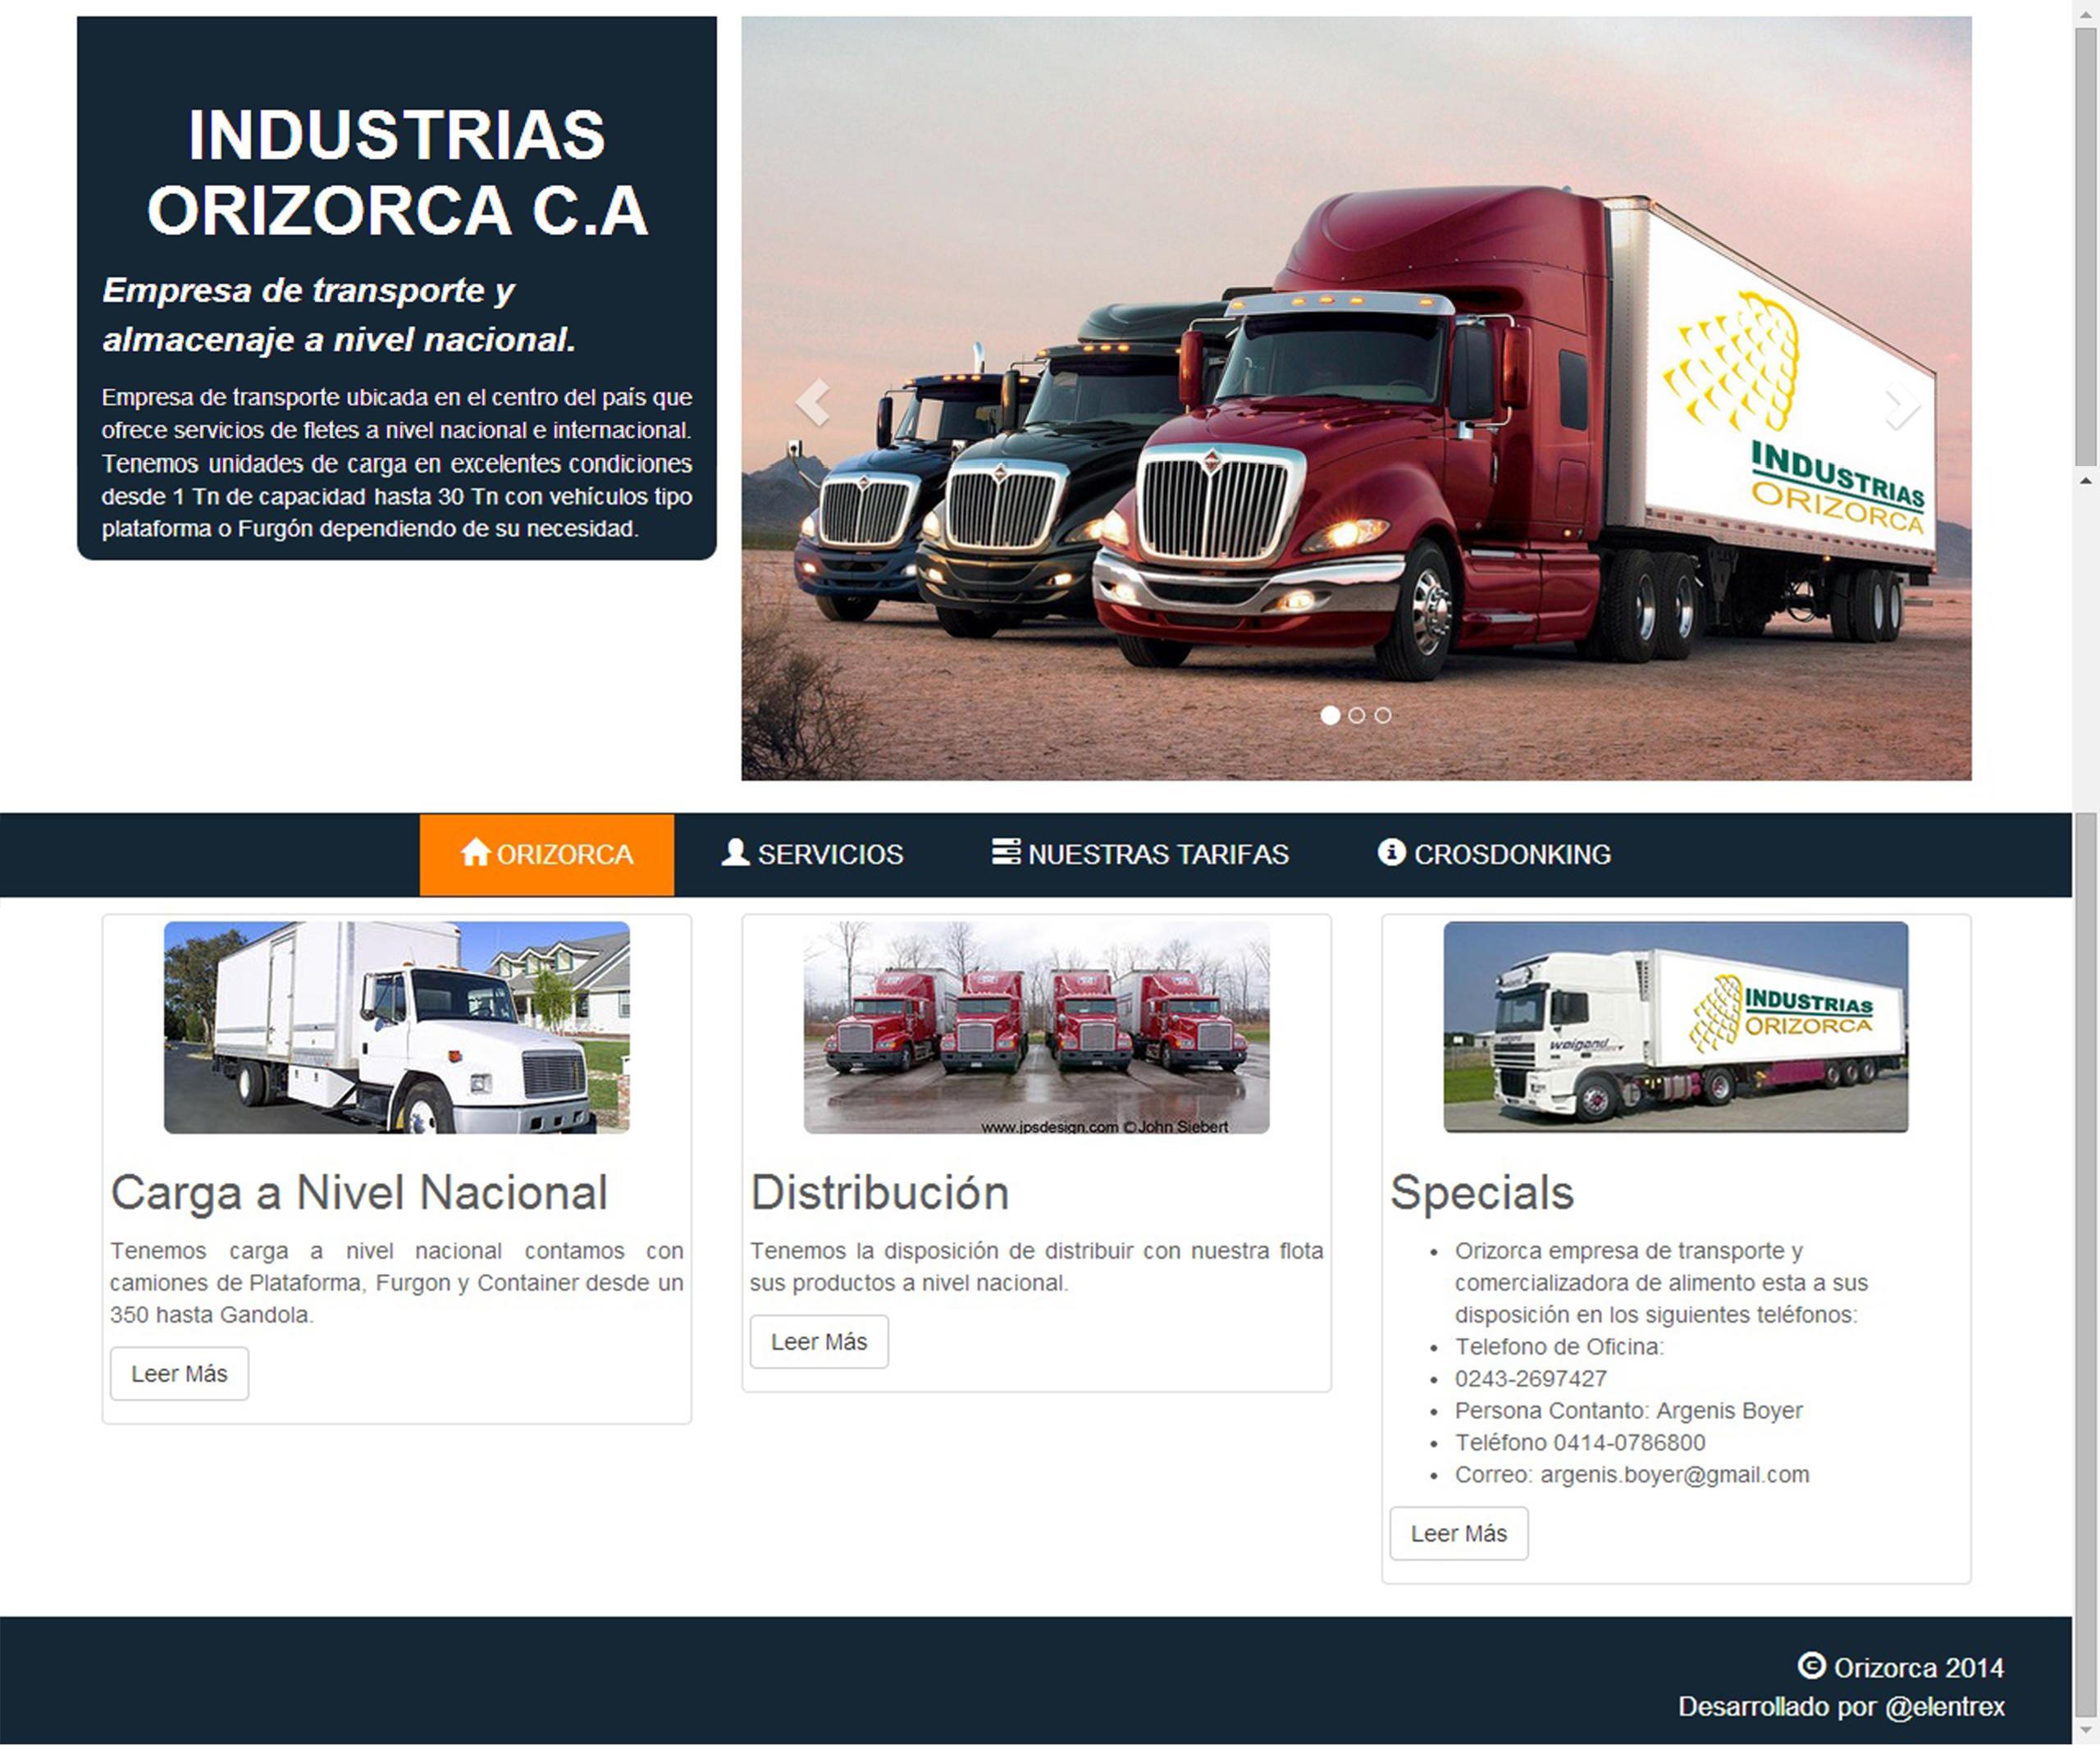 INDUSTRIAS
ORIZORCA C.A
Empresa de transporte y
almacenaje a nivel nacional.
Empresa de transporte ubicada en el centro del país que
ofrece servicios de fletes a nivel nacional e internacional.
Tenemos unidades de carga en excelentes condiciones
desde 1 Tn de capacidad hasta 30 Tn con vehículos tipo
plataforma o Furgón dependiendo de su necesidad.
INDUSTRIAS
ORIZORCA
ORIZORCA
SERVICIOS
NUESTRAS TARIFAS
CROSDONKING
www.jpsdesign.com ©John Siebert
Carga a Nivel Nacional
Tenemos carga a nivel nacional contamos con
camiones de Plataforma, Furgon y Container desde un
350 hasta Gandola.
Leer Más
Distribución
Tenemos la disposición de distribuir con nuestra flota
sus productos a nivel nacional.
Leer Más
weigand
INDUSTRIAS
ORIZORCA
Specials
• Orizorca empresa de transporte y
comercializadora de alimento esta a sus
disposición en los siguientes teléfonos:
• Telefono de Oficina:
• 0243-2697427
• Persona Contanto: Argenis Boyer
• Teléfono 0414-0786800
• Correo: argenis.boyer@gmail.com
Leer Más
© Orizorca 2014
Desarrollado por @elentrex